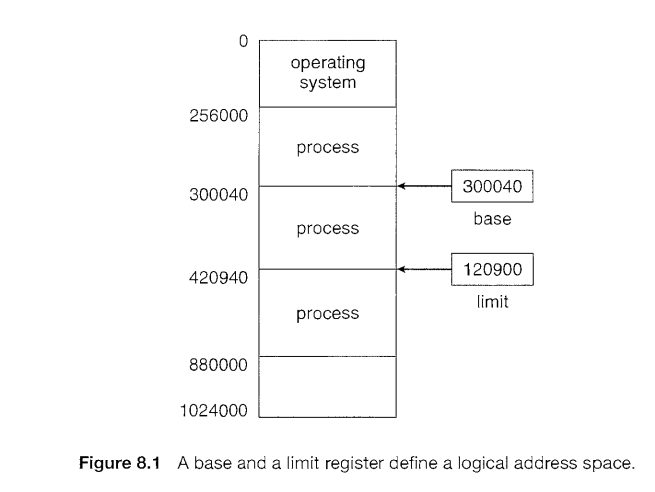 0
operating
system
256000
process
300040
300040
base
process
420940
120900
limit
process
880000
1024000
Figure 8.1 A base and a limit register define a logical address space.